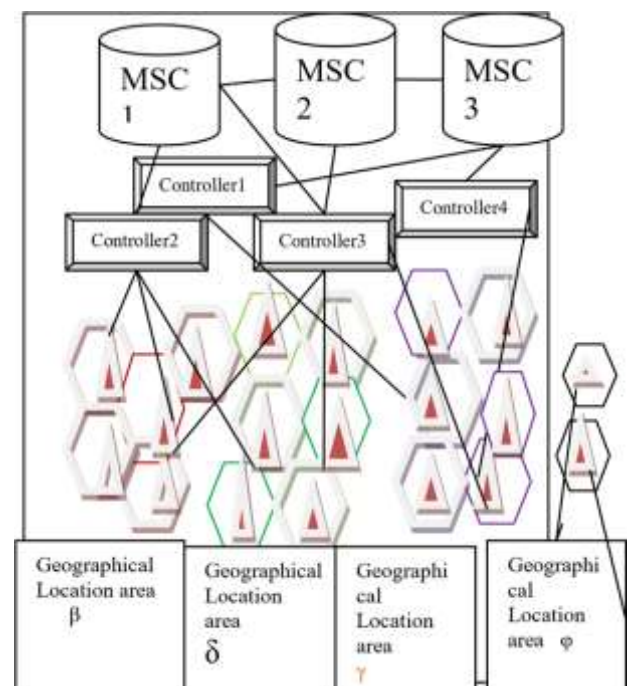 MSC
1
MSC
2
MSC
3
Controller1
Controller4
Controller2
Controller3
Geographical
Location area
β
Geographical
Location
area
δ
Geographi
cal
Location
area
γ
Geographi
cal
Location
area φ